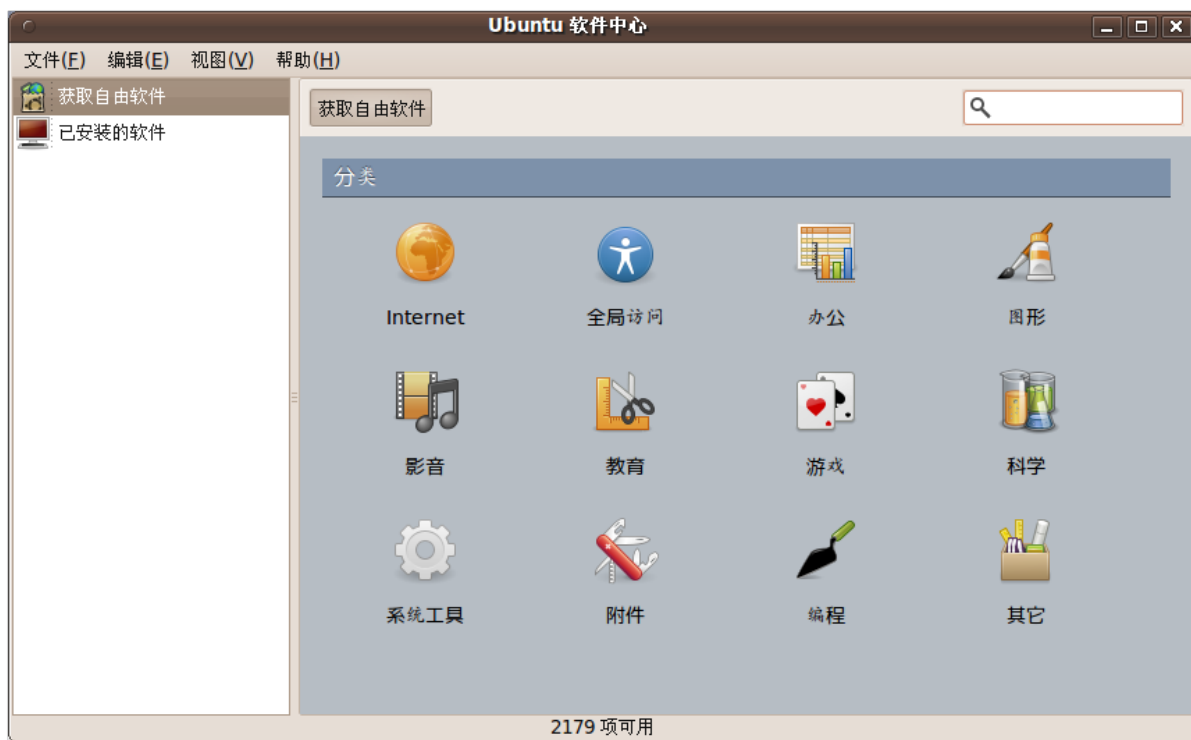 Ubuntu 软件中心
文件(F) 编辑(E) 视图(V) 帮助(H)
获取自由软件
已安装的软件
获取自由软件
分类
Internet 全局访问 办公 图形
影音 教育 游戏 科学
系统工具 附件 编程 其它
2179 项可用